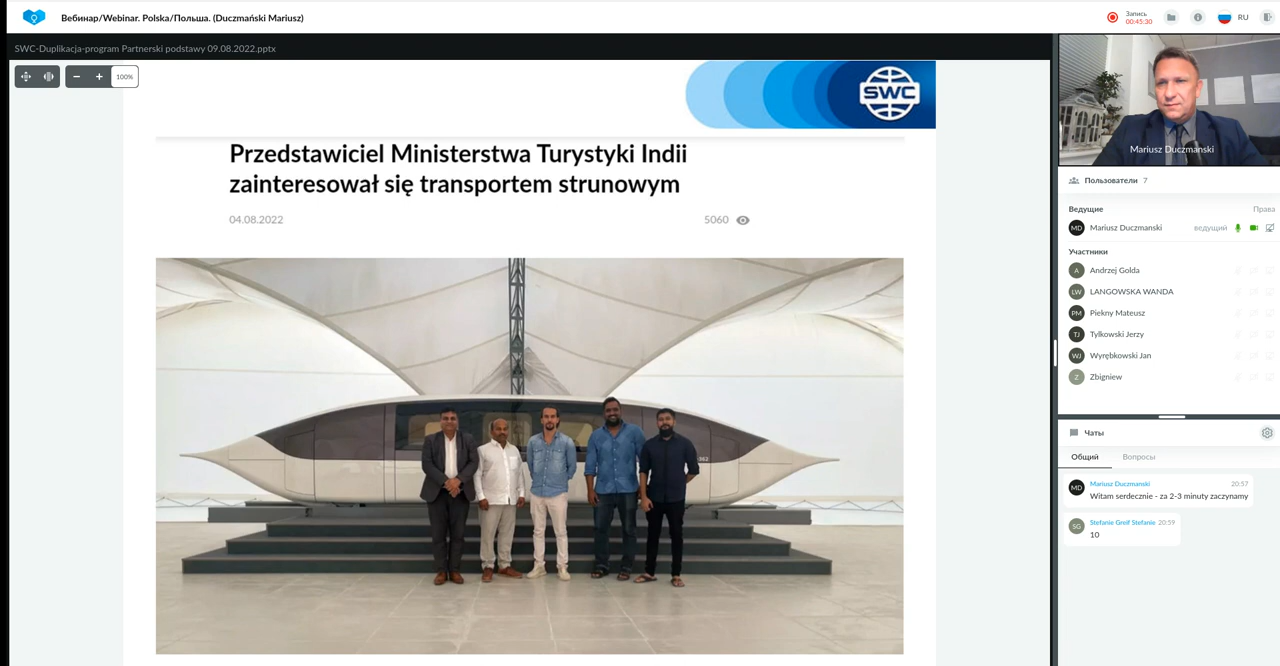 Вебинар/Webinar. Polska/Польша. (Duczmański Mariusz)
Запись
00:45:30
RU
SWC-Duplikacja-program Partnerski podstawy 09.08.2022.pptx
100%
SWC
Przedstawiciel Ministerstwa Turystyki Indii
zainteresował się transportem strunowym
04.08.2022
5060
Mariusz Duczmanski
Пользователи 7
Ведущие Права
MD Mariusz Duczmanski ведущий
Участники
A Andrzej Golda
LW LANGOWSKA WANDA
PM Piekny Mateusz
TJ Tylkowski Jerzy
WJ Wyrębkowski Jan
Z Zbigniew
Чаты
Общий Вопросы
MD Mariusz Duczmanski 20:57
Witam serdecznie - za 2-3 minuty zaczynamy
SG Stefanie Greif Stefanie 20:59
10